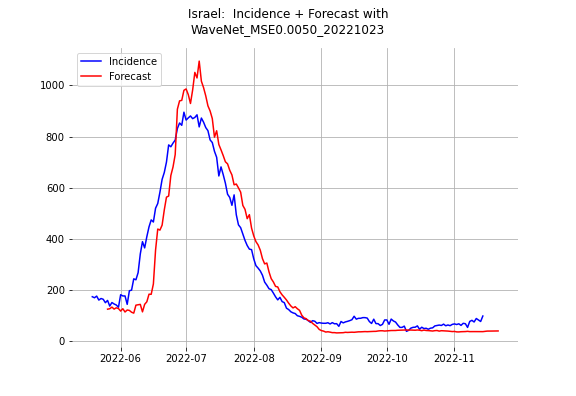 Israel:  Incidence + Forecast with
WaveNet_MSE0.0050_20221023
Incidence
Forecast
1000
800
600
400
200
0
2022-06 2022-07 2022-08 2022-09 2022-10 2022-11